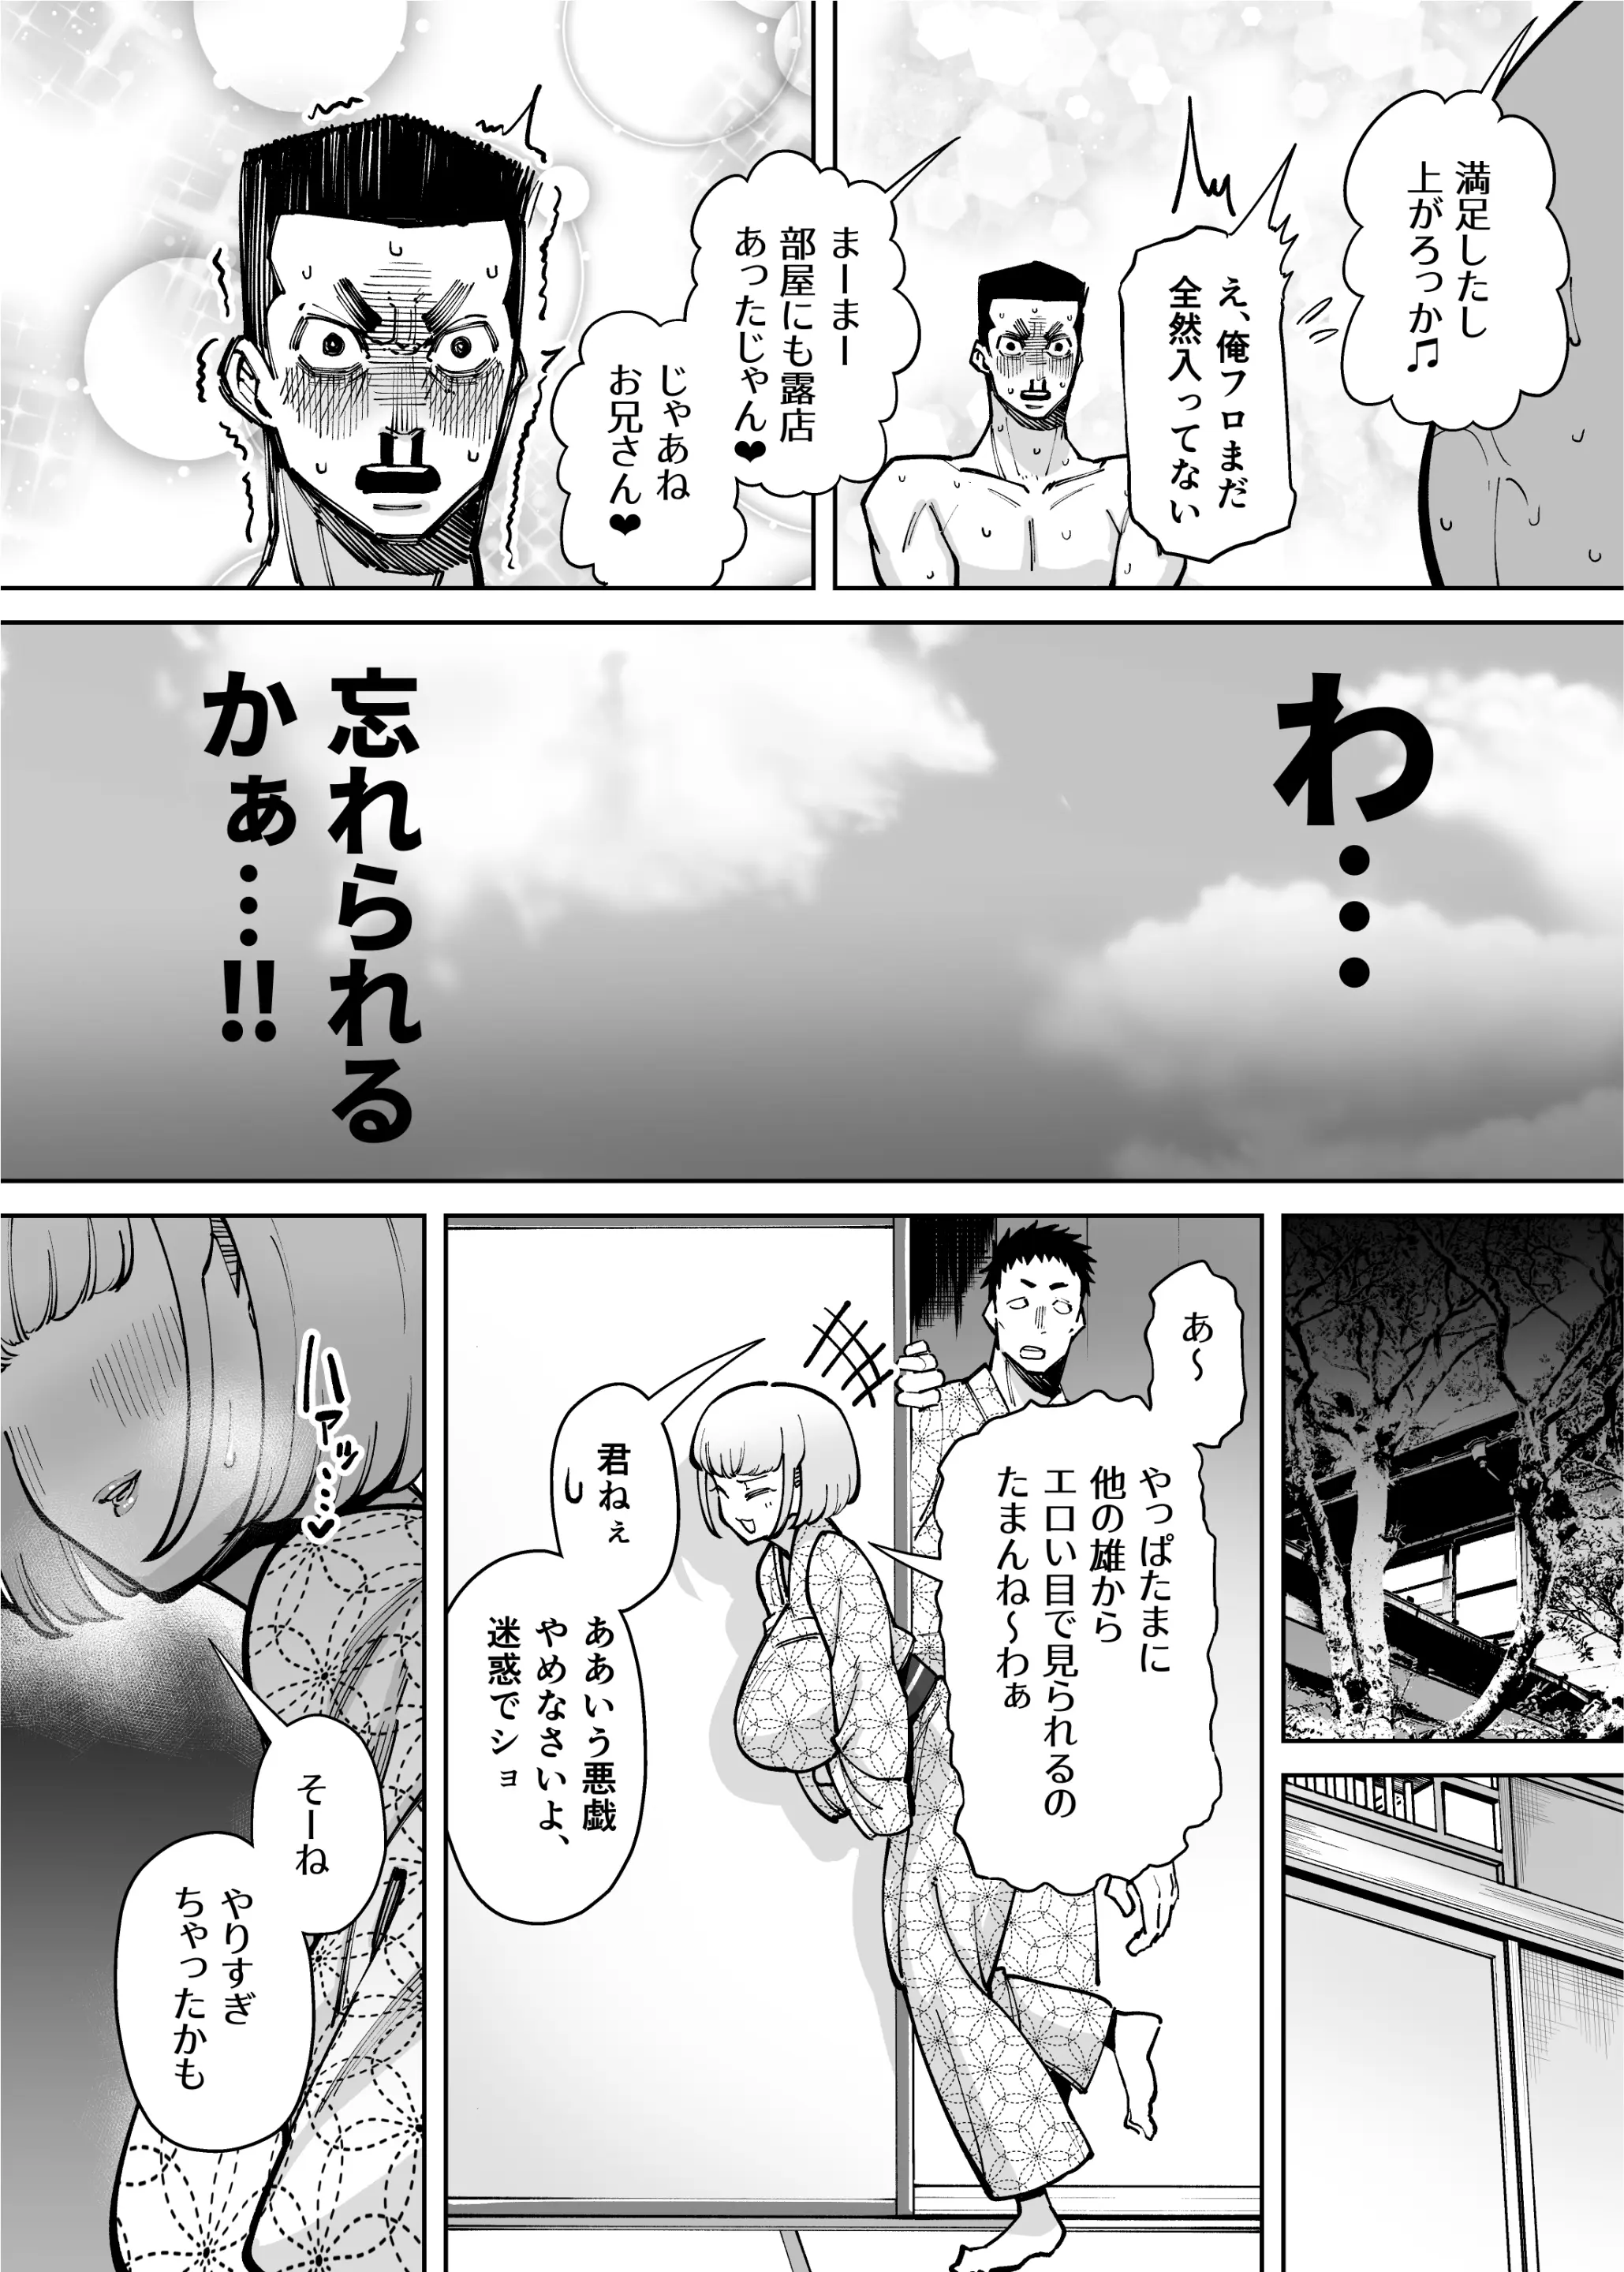 満足したし
上がろっか♫
え、俺フロまだ
全然入ってない
まーまー
部屋にも露店
あったじゃん❤
じゃあね
お兄さん❤
わ…
忘れられる
かぁ…!!
あ〜
やっぱたまに
他の雄から
エロい目で見られるの
たまんね〜わぁ
君ねぇ
ああいう悪戯
やめなさいよ、
迷惑でショ
ハァッ…
そーね
やりすぎ
ちゃったかも